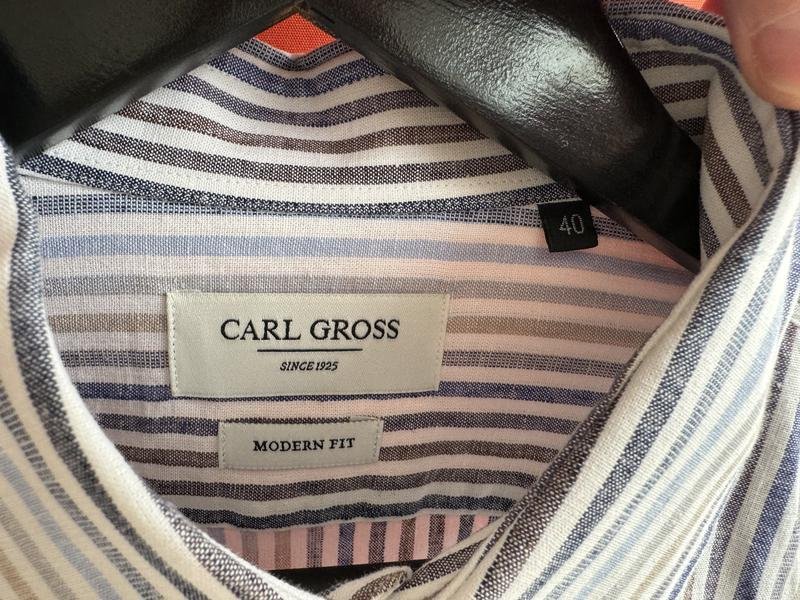 40
CARL GROSS
SINCE 1925
MODERN FIT